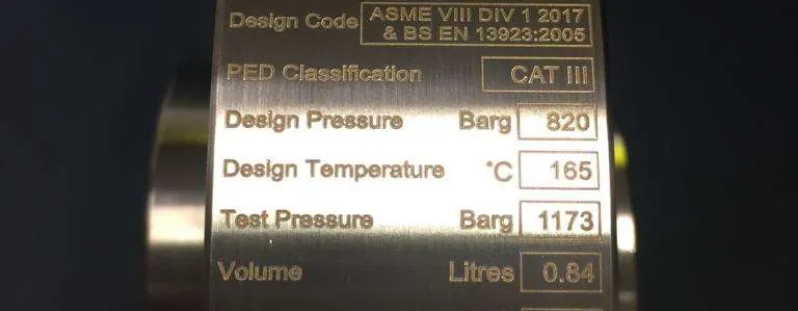 Design Code ASME VIII DIV 1 2017
& BS EN 13923:2005
PED Classification CAT III
Design Pressure Barg 820
Design Temperature °C 165
Test Pressure Barg 1173
Volume Litres 0.84